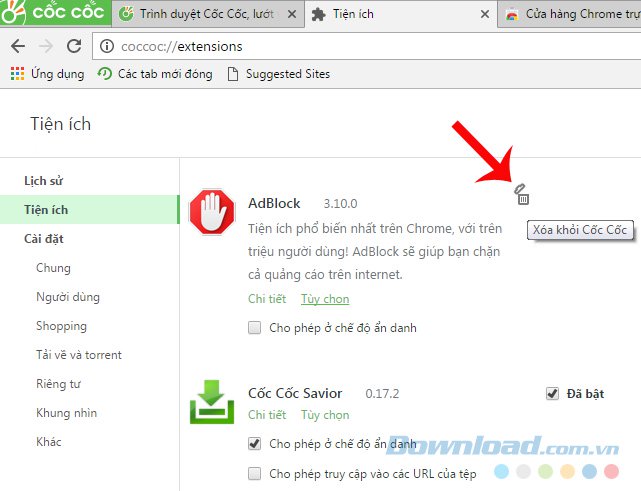 cốc cốc
Trình duyệt Cốc Cốc, lướt
Tiện ích
Cửa hàng Chrome trự
coccoc://extensions
Ứng dụng
Các tab mới đóng
Suggested Sites
Tiện ích
Lịch sử
Tiện ích
Cài đặt
Chung
Người dùng
Shopping
Tải về và torrent
Riêng tư
Khung nhìn
Khác
AdBlock 3.10.0
Xóa khỏi Cốc Cốc
Tiện ích phổ biến nhất trên Chrome, với trên
triệu người dùng! AdBlock sẽ giúp bạn chặn
cả quảng cáo trên internet.
Chi tiết Tùy chọn
Cho phép ở chế độ ẩn danh
Cốc Cốc Savior 0.17.2
Đã bật
Chi tiết Tùy chọn
Cho phép ở chế độ ẩn danh
Cho phép truy cập vào các URL của tệp
Download.com.vn